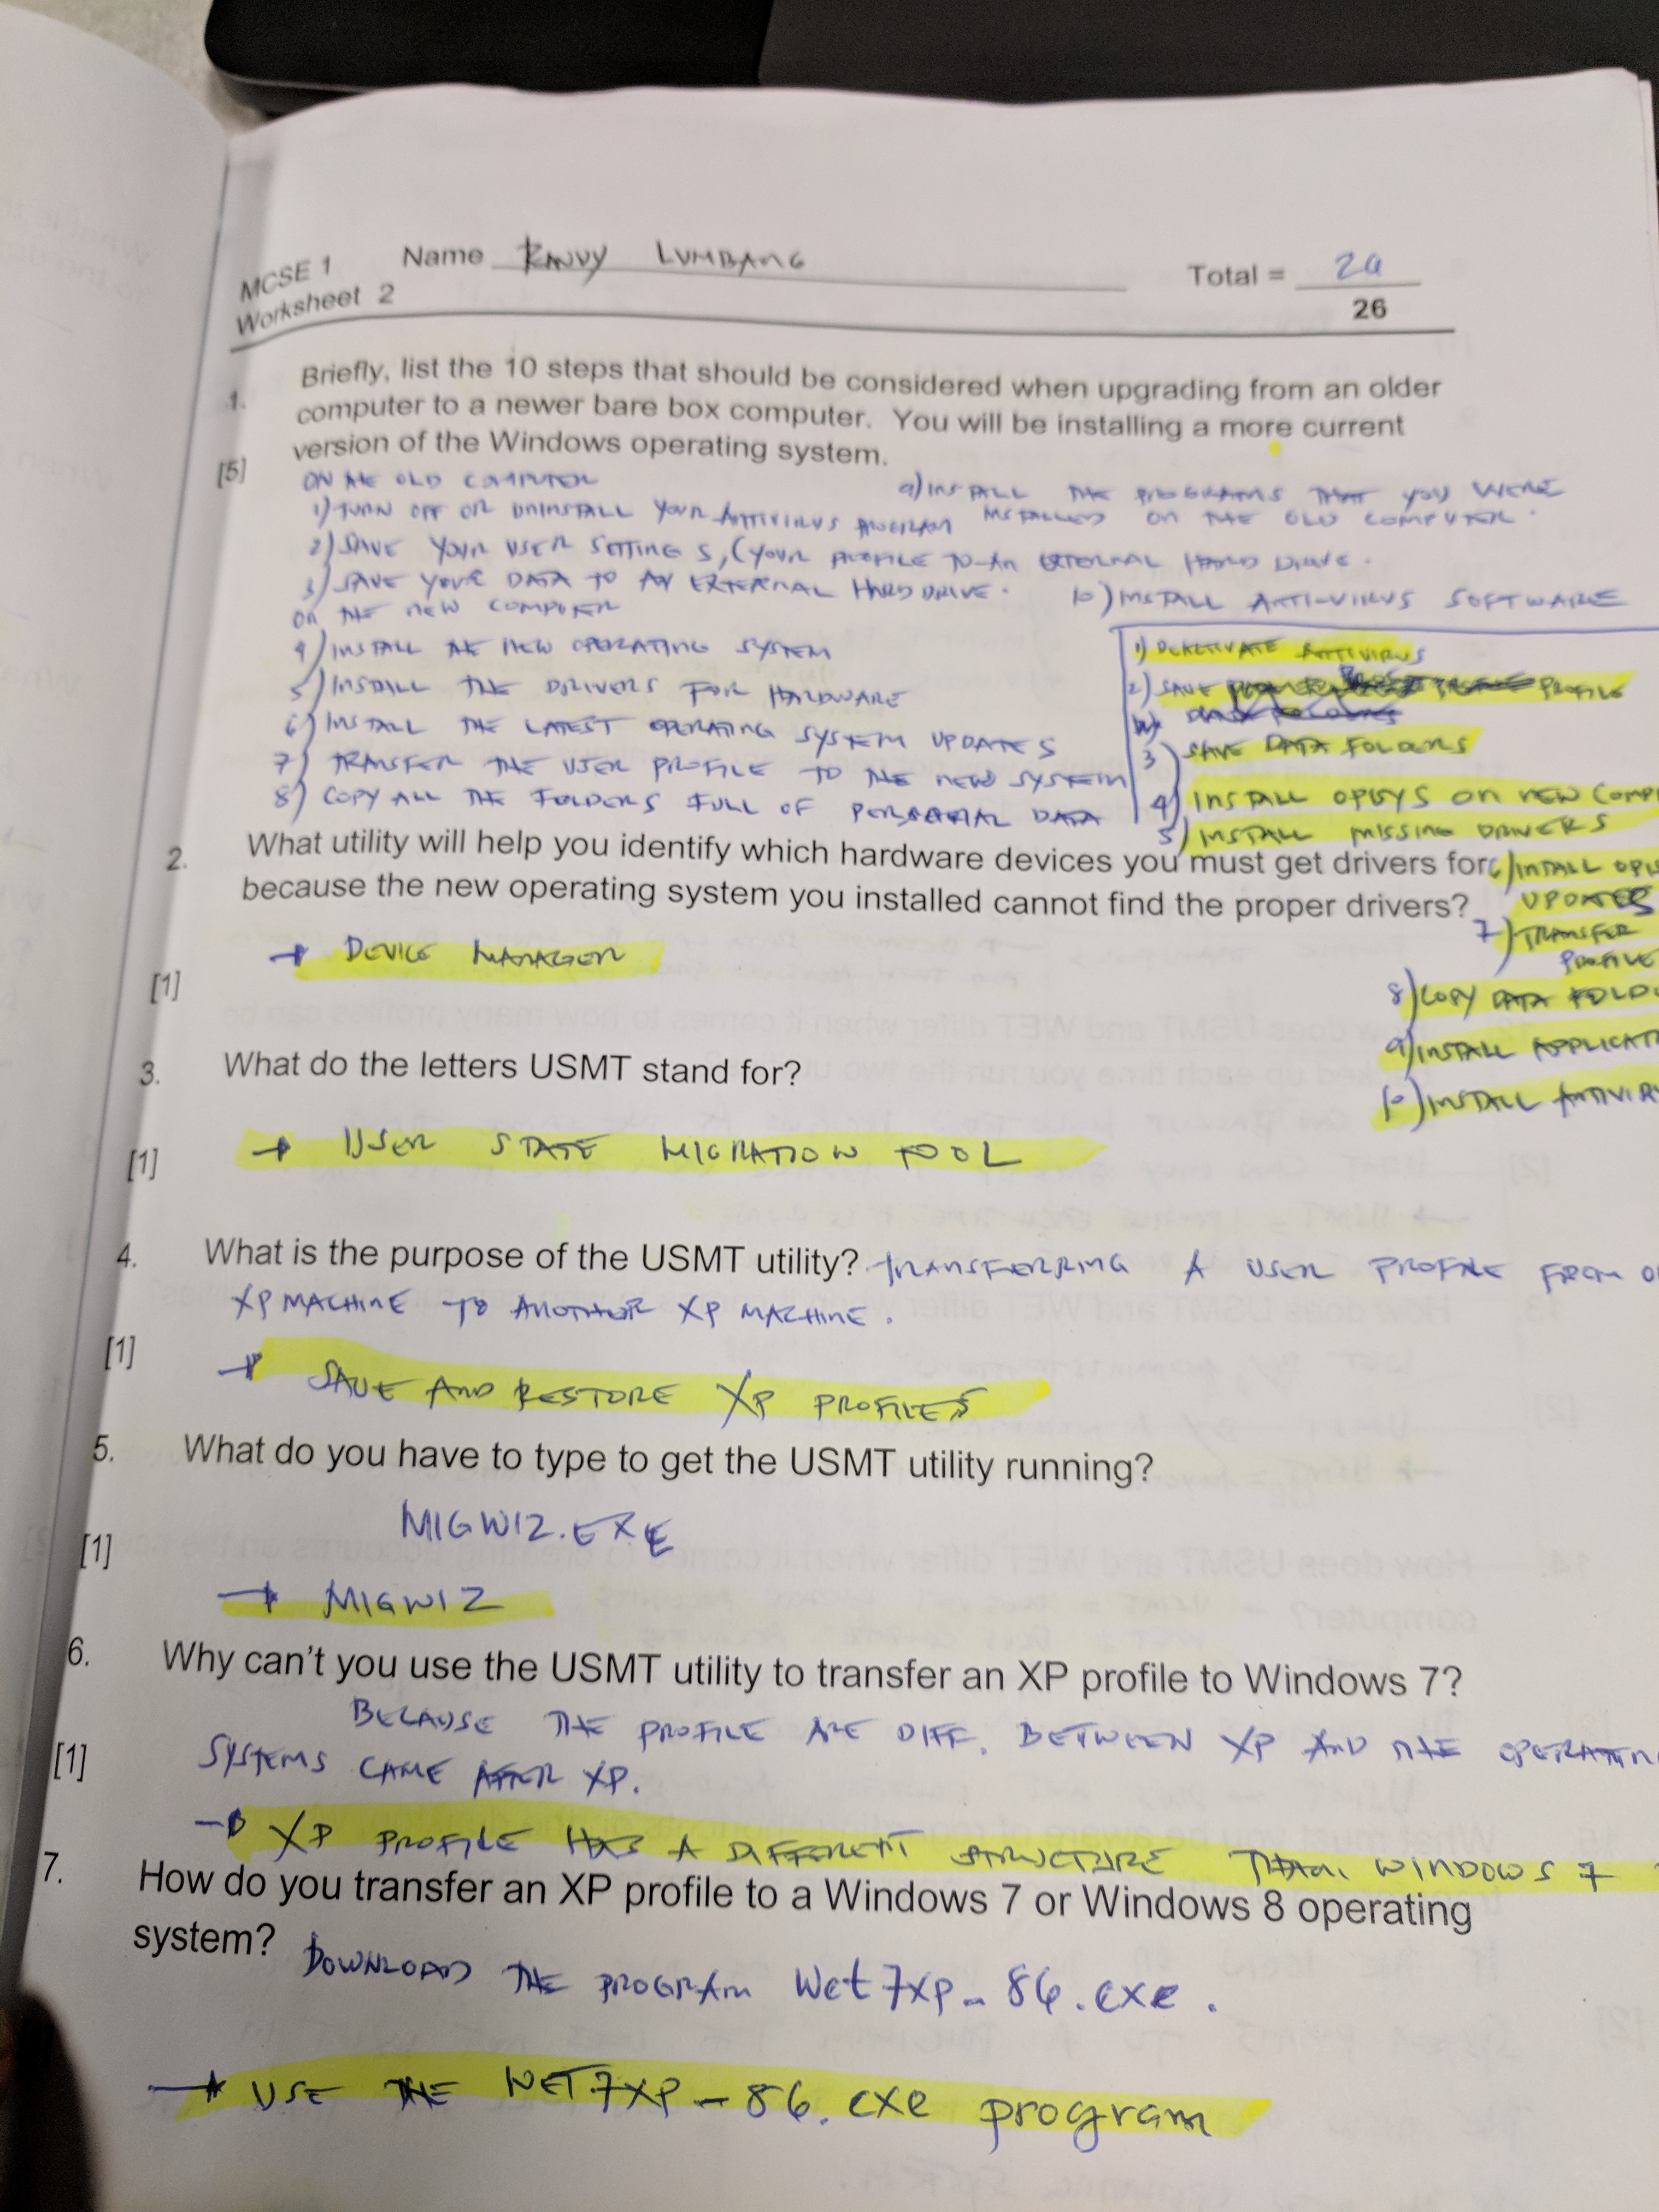 MCSE 1
Worksheet 2
Name RANDY LUMBANG
Total =
26
1. Briefly, list the 10 steps that should be considered when upgrading from an older
computer to a newer bare box computer. You will be installing a more current
version of the Windows operating system.
[5]
ON THE OLD COMPUTER
1) TURN OFF OR UNINSTALL YOUR ANTIVIRUS PROGRAM
2) SAVE YOUR USER SETTINGS, (YOUR PROFILE TO AN EXTERNAL HARD DRIVE.
3) SAVE YOUR DATA TO AN EXTERNAL HARD DRIVE.
ON THE NEW COMPUTER
4) INSTALL THE NEW OPERATING SYSTEM
5) INSTALL THE DRIVERS FOR HARDWARE
6) INSTALL THE LATEST OPERATING SYSTEM UPDATES
7) TRANSFER THE USER PROFILE TO THE NEW SYSTEM
8) COPY ALL THE FOLDERS FULL OF PERSONAL DATA
9) INSTALL THE PROGRAMS THAT YOU WERE
INSTALLED ON THE OLD COMPUTER.
10) INSTALL ANTI-VIRUS SOFTWARE
1) DEACTIVATE ANTIVIRUS
2) SAVE PROFILE
3) SAVE DATA FOLDERS
4) INSTALL OPSYS ON NEW COMP
5) INSTALL MISSING DRIVERS
6) INSTALL
UPDATES
7) TRANSFER
PROFILE
8) COPY DATA FOLD
9) INSTALL APPLICAT
10) INSTALL ANTIVIR
2. What utility will help you identify which hardware devices you must get drivers for
because the new operating system you installed cannot find the proper drivers?
→ DEVICE MANAGER
[1]
3. What do the letters USMT stand for?
→ USER STATE MIGRATION TOOL
[1]
4. What is the purpose of the USMT utility? TRANSFERRING A USER PROFILE FROM
XP MACHINE TO ANOTHER XP MACHINE.
[1]
→ SAVE AND RESTORE XP PROFILES
5. What do you have to type to get the USMT utility running?
MIGWIZ.EXE
[1]
→ MIGWIZ
6. Why can't you use the USMT utility to transfer an XP profile to Windows 7?
BECAUSE THE PROFILE ARE DIFF. BETWEEN XP AND THE OPERATIN
[1]
SYSTEMS CAME AFTER XP.
→ XP PROFILE HAS A DIFFERENT STRUCTURE THAN WINDOWS 7
7. How do you transfer an XP profile to a Windows 7 or Windows 8 operating
system? DOWNLOAD THE PROGRAM Wet7xp-86.exe.
→ USE THE WET7XP-86.exe program